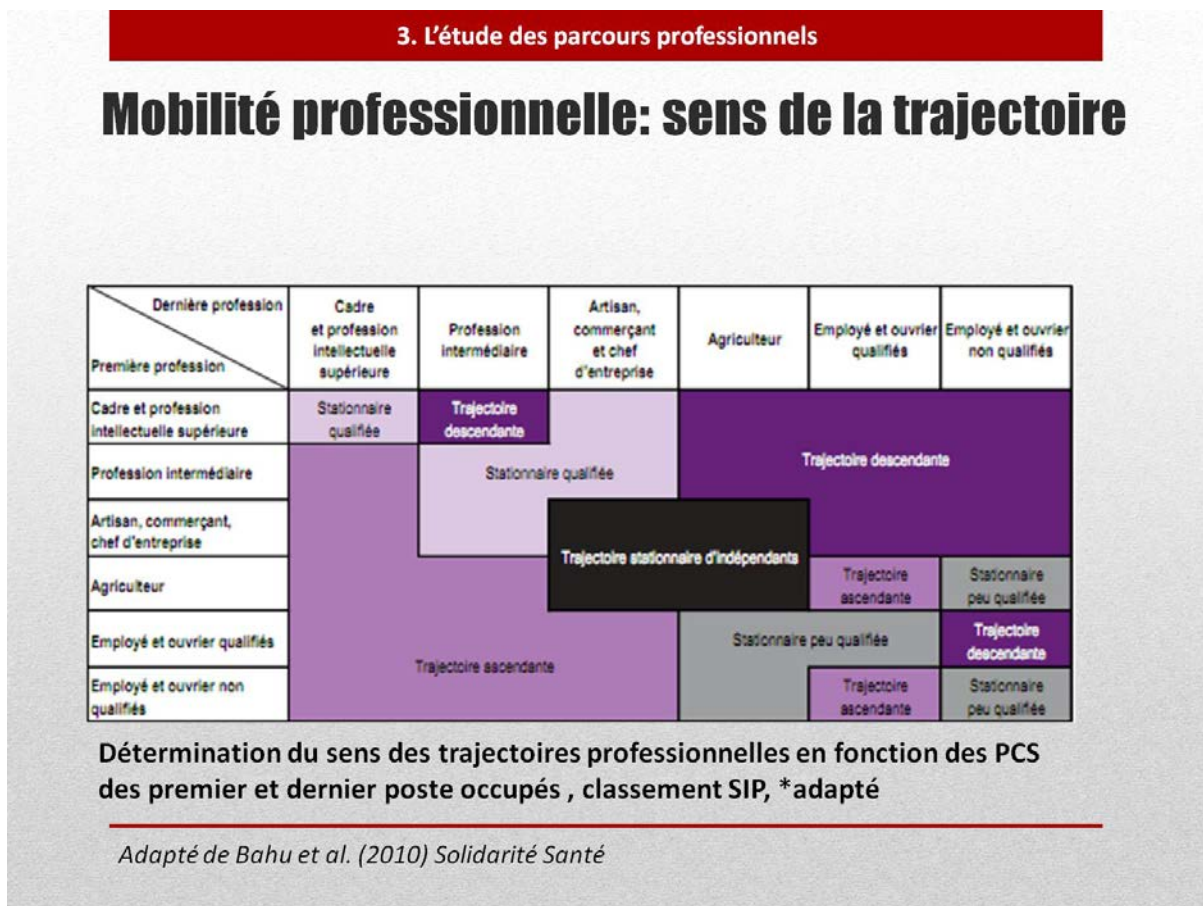 3. L'étude des parcours professionnels
Mobilité professionnelle: sens de la trajectoire
Dernière profession
Première profession
Cadre
et profession
intellectuelle
supérieure
Profession
intermédiaire
Artisan,
commerçant
et chef
d'entreprise
Agriculteur
Employé et ouvrier
qualifiés
Employé et ouvrier
non qualifiés
Cadre et profession
intellectuelle supérieure
Stationnaire
qualifiée
Trajectoire
descendante
Trajectoire descendante
Profession intermédiaire
Stationnaire qualifiée
Artisan, commerçant,
chef d'entreprise
Trajectoire stationnaire d'indépendants
Agriculteur
Trajectoire
ascendante
Stationnaire
peu qualifiée
Employé et ouvrier qualifiés
Trajectoire ascendante
Stationnaire peu qualifiée
Trajectoire
descendante
Employé et ouvrier non
qualifiés
Trajectoire
ascendante
Stationnaire
peu qualifiée
Détermination du sens des trajectoires professionnelles en fonction des PCS
des premier et dernier poste occupés , classement SIP, *adapté
Adapté de Bahu et al. (2010) Solidarité Santé